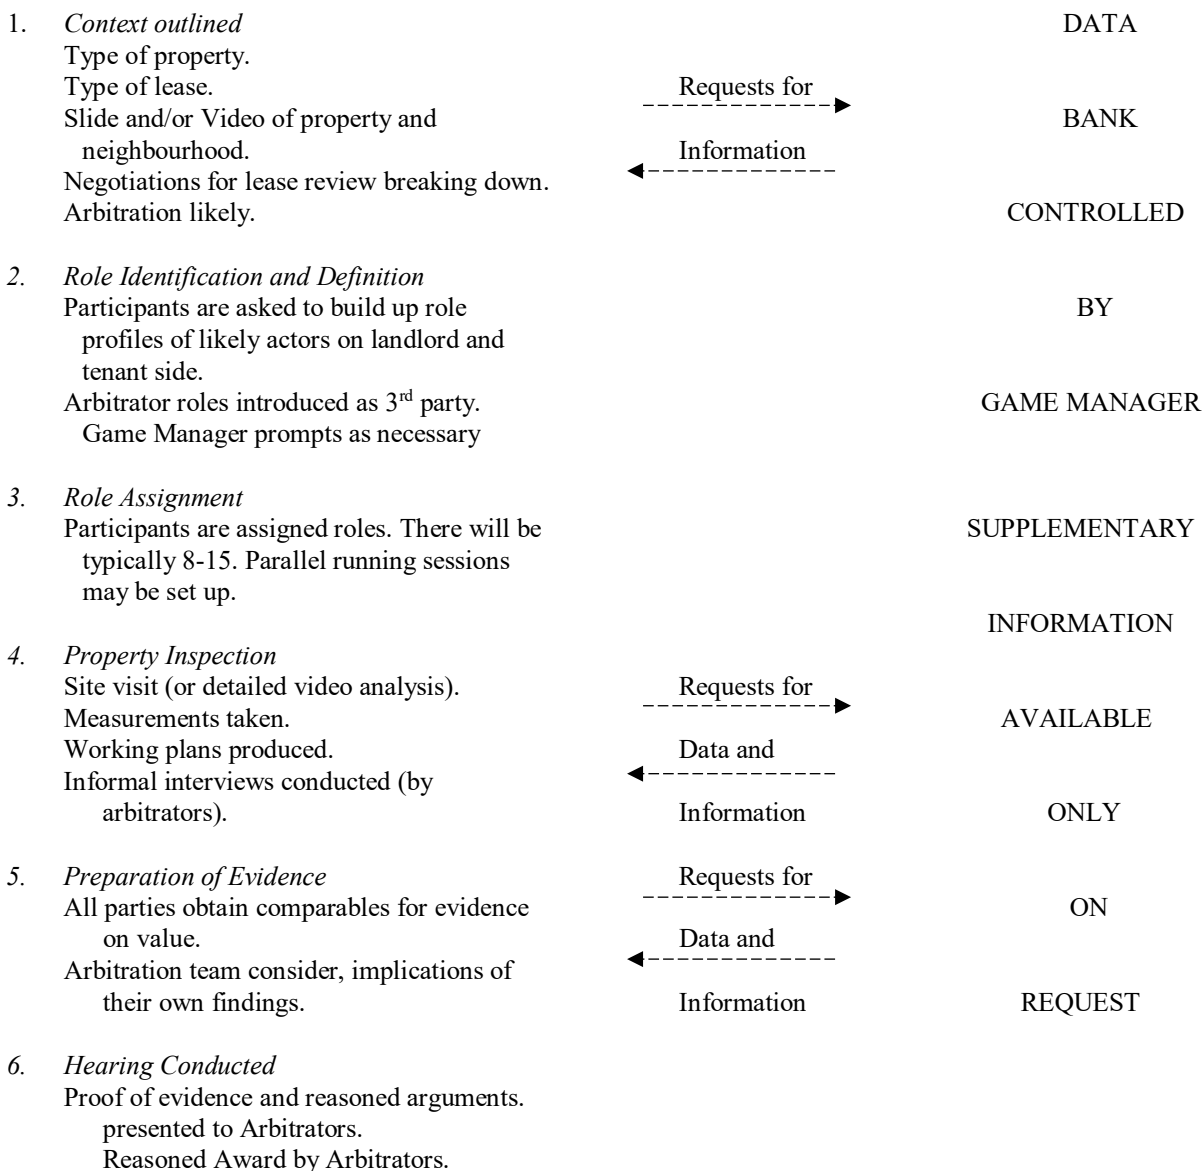 1. Context outlined
Type of property.
Type of lease.
Slide and/or Video of property and
neighbourhood.
Negotiations for lease review breaking down.
Arbitration likely.
Requests for
Information
2. Role Identification and Definition
Participants are asked to build up role
profiles of likely actors on landlord and
tenant side.
Arbitrator roles introduced as 3rd party.
Game Manager prompts as necessary
3. Role Assignment
Participants are assigned roles. There will be
typically 8-15. Parallel running sessions
may be set up.
4. Property Inspection
Site visit (or detailed video analysis).
Measurements taken.
Working plans produced.
Informal interviews conducted (by
arbitrators).
Requests for
Data and
Information
5. Preparation of Evidence
All parties obtain comparables for evidence
on value.
Arbitration team consider, implications of
their own findings.
Requests for
Data and
Information
6. Hearing Conducted
Proof of evidence and reasoned arguments.
presented to Arbitrators.
Reasoned Award by Arbitrators.
DATA
BANK
CONTROLLED
BY
GAME MANAGER
SUPPLEMENTARY
INFORMATION
AVAILABLE
ONLY
ON
REQUEST